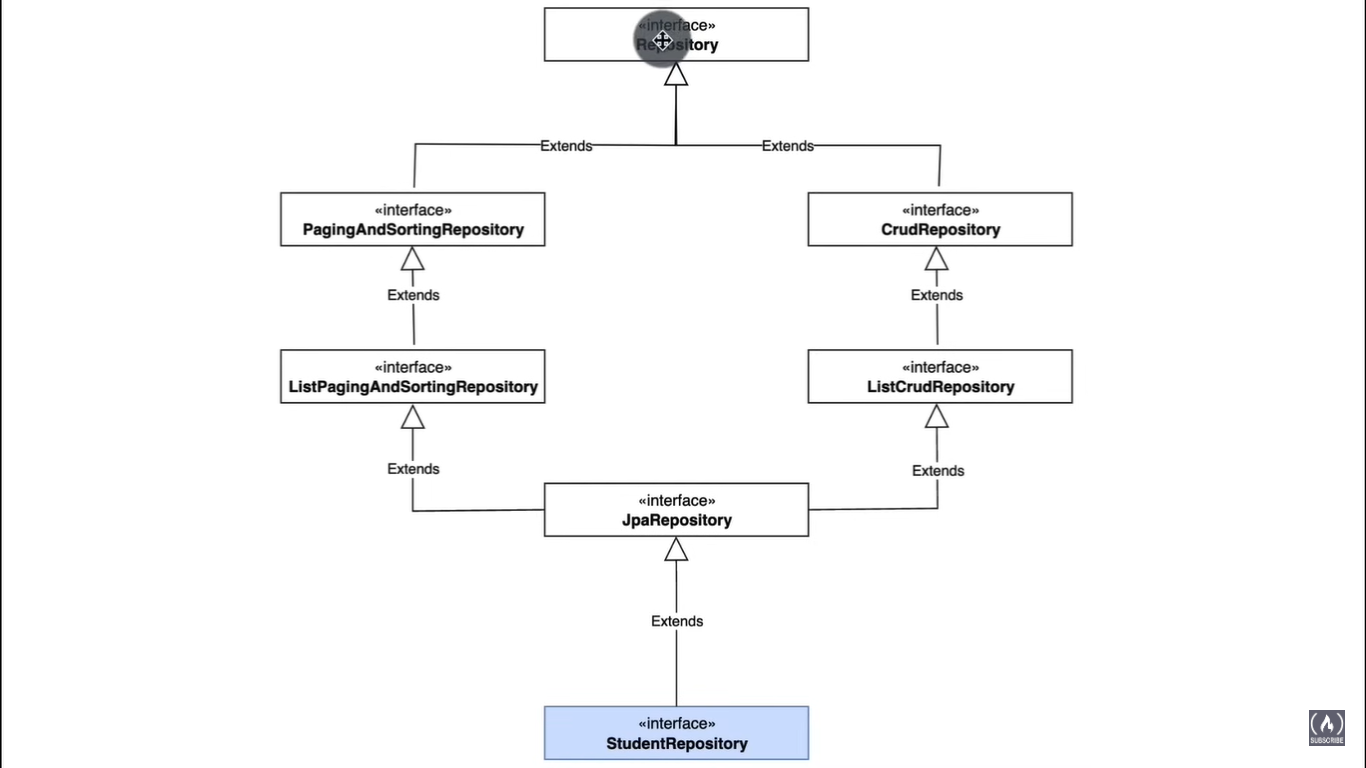 «interface»
Repository
Extends
Extends
«interface»
PagingAndSortingRepository
«interface»
CrudRepository
Extends
Extends
«interface»
ListPagingAndSortingRepository
«interface»
ListCrudRepository
Extends
Extends
«interface»
JpaRepository
Extends
«interface»
StudentRepository
SUBSCRIBE